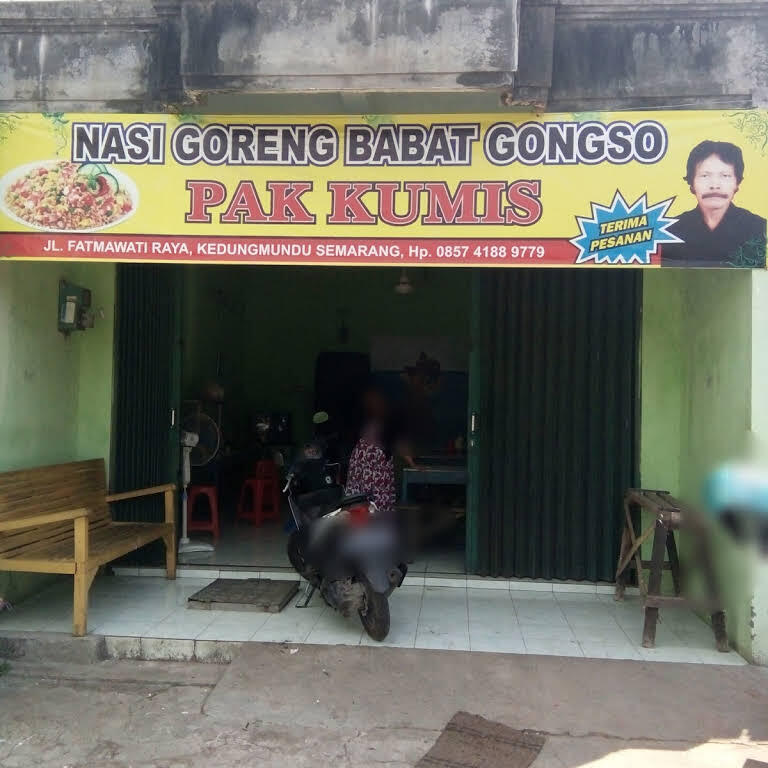 NASI GORENG BABAT GONGSO
PAK KUMIS
TERIMA
PESANAN
JL. FATMAWATI RAYA, KEDUNGMUNDU SEMARANG, Hp. 0857 4188 9779